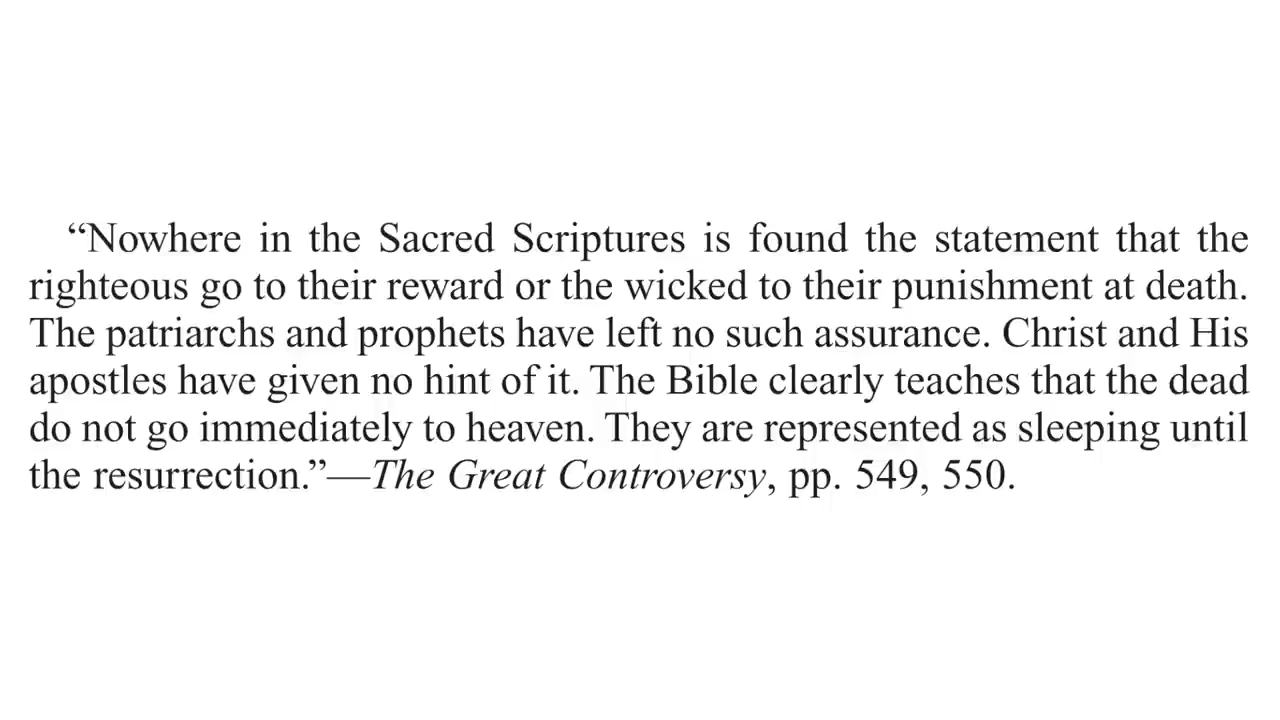 “Nowhere in the Sacred Scriptures is found the statement that the
righteous go to their reward or the wicked to their punishment at death.
The patriarchs and prophets have left no such assurance. Christ and His
apostles have given no hint of it. The Bible clearly teaches that the dead
do not go immediately to heaven. They are represented as sleeping until
the resurrection.”—The Great Controversy, pp. 549, 550.